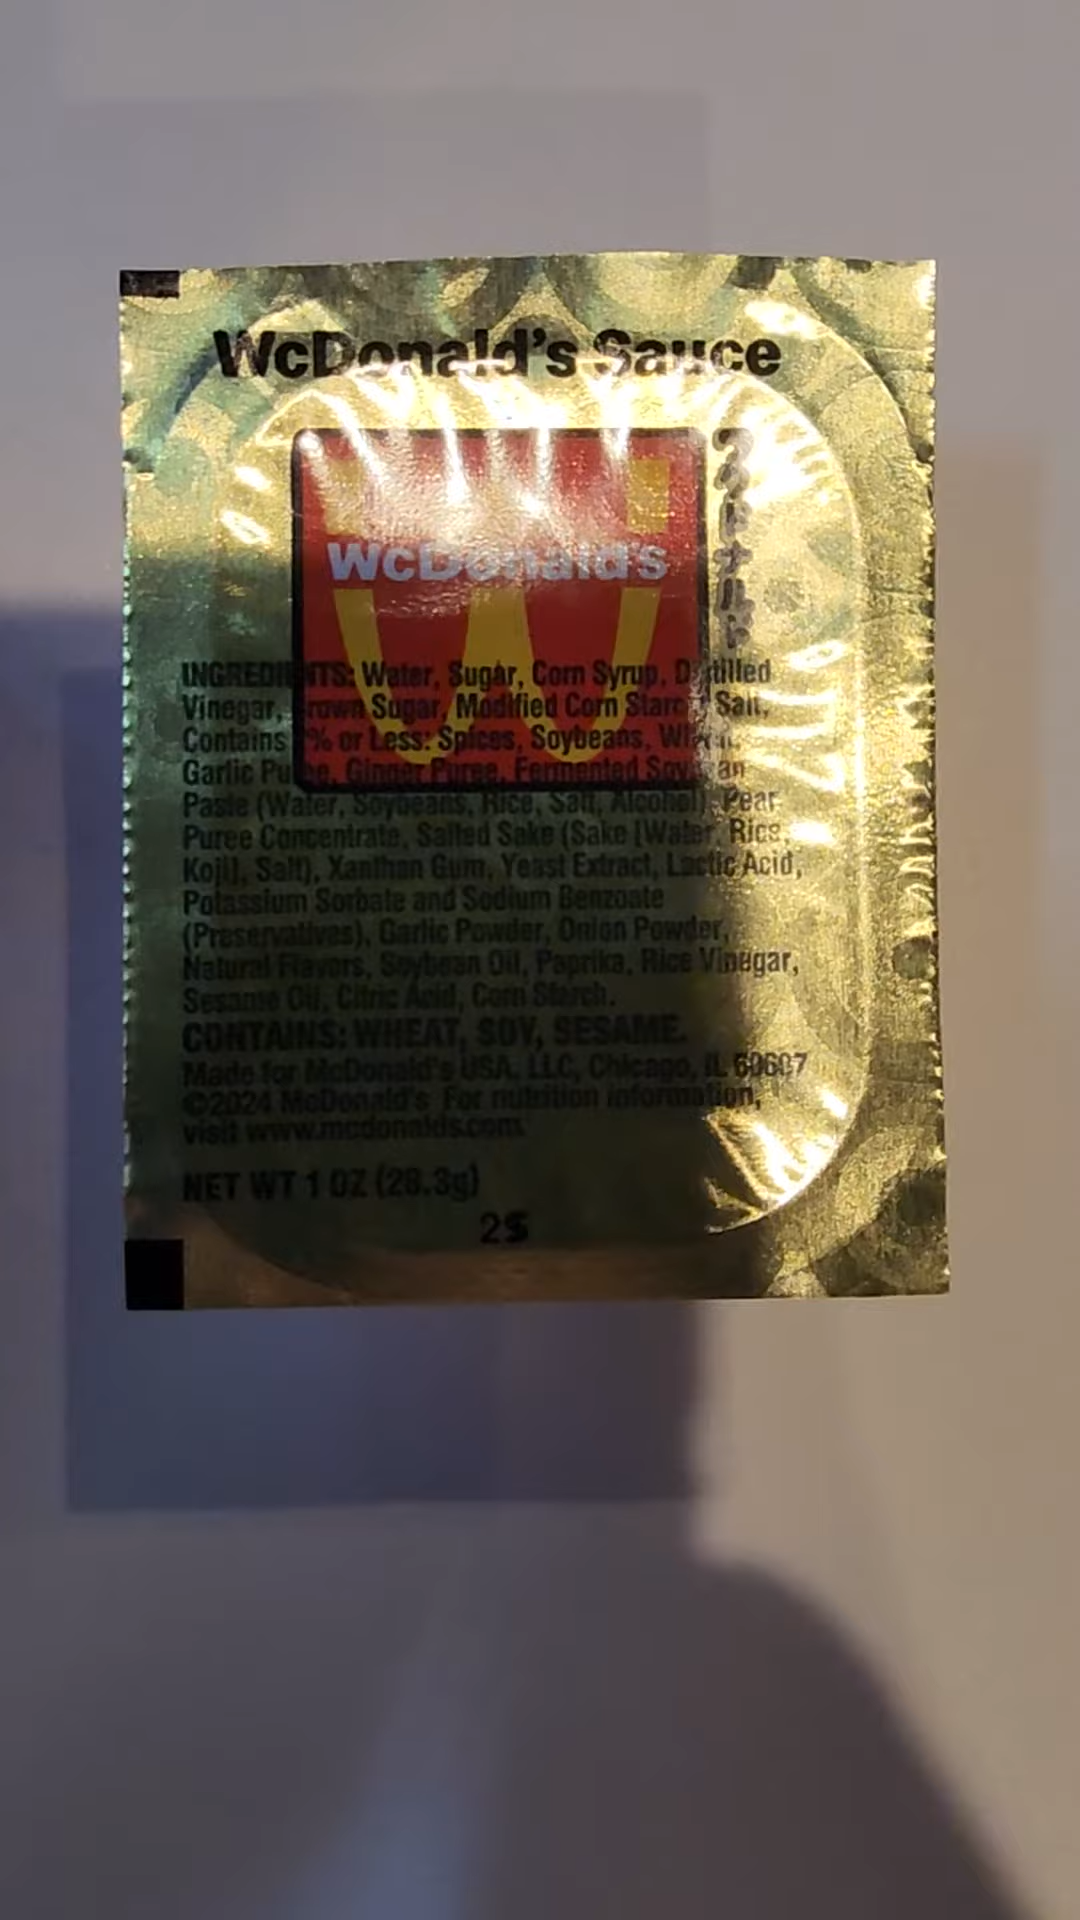 WcDonald's Sauce
WcDonald's
INGREDIENTS: Water, Sugar, Corn Syrup, Distilled
Vinegar, Brown Sugar, Modified Corn Starch, Salt,
Contains % or Less: Spices, Soybeans, Wheat,
Garlic Puree, Ginger Puree, Fermented Soybean
Paste (Water, Soybeans, Rice, Salt, Alcohol), Pear
Puree Concentrate, Salted Sake (Sake [Water, Rice,
Koji], Salt), Xanthan Gum, Yeast Extract, Lactic Acid,
Potassium Sorbate and Sodium Benzoate
(Preservatives), Garlic Powder, Onion Powder,
Natural Flavors, Soybean Oil, Paprika, Rice Vinegar,
Sesame Oil, Citric Acid, Corn Starch.
CONTAINS: WHEAT, SOY, SESAME.
Made for McDonald's USA, LLC, Chicago, IL 60607
©2024 McDonald's For nutrition information,
visit www.mcdonalds.com
NET WT 1 OZ (28.3g)